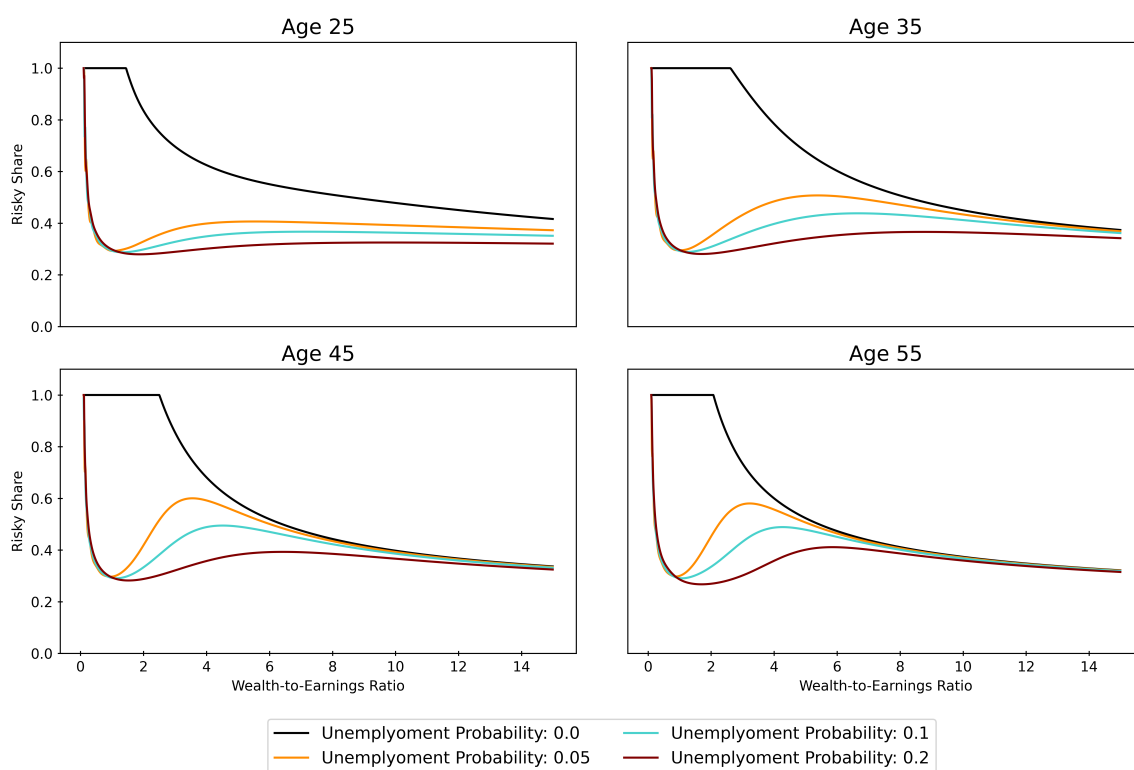 Age 25
Age 35
Risky Share
1.0
0.8
0.6
0.4
0.2
0.0
Age 45
Age 55
Risky Share
1.0
0.8
0.6
0.4
0.2
0.0
0 2 4 6 8 10 12 14
0 2 4 6 8 10 12 14
Wealth-to-Earnings Ratio
Wealth-to-Earnings Ratio
Unemplyoment Probability: 0.0
Unemplyoment Probability: 0.1
Unemplyoment Probability: 0.05
Unemplyoment Probability: 0.2